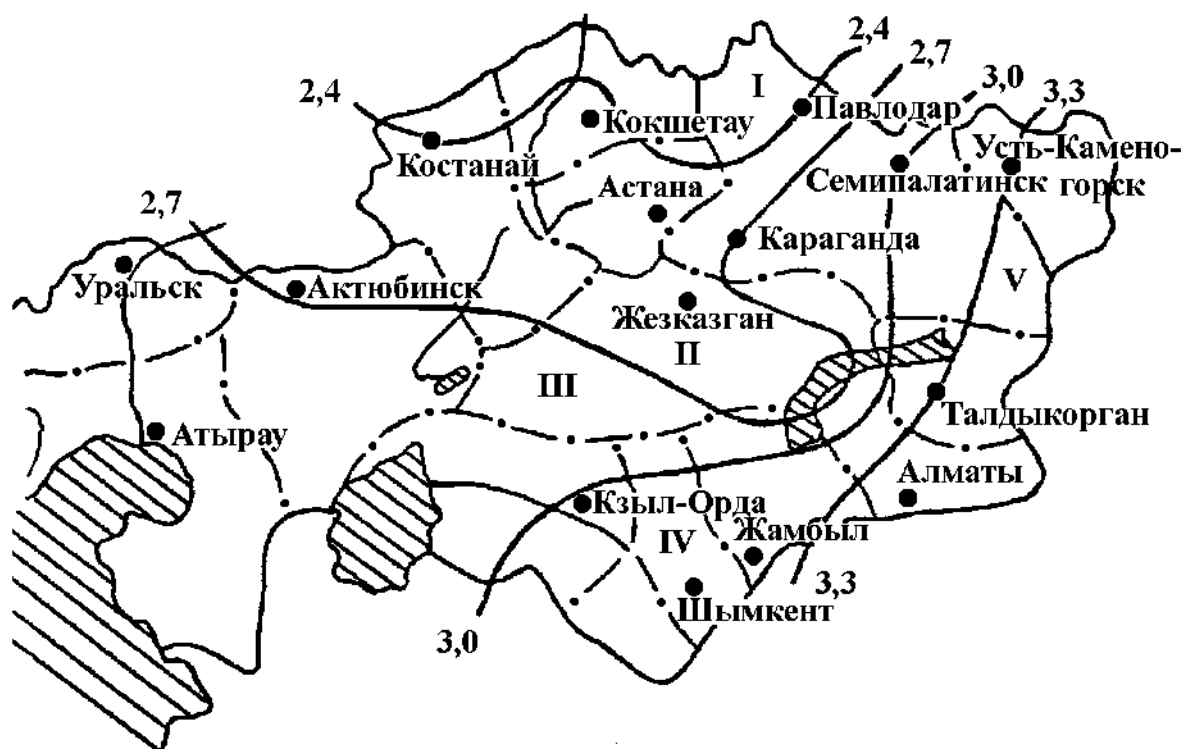 2,4
2,7
3,0
3,3
2,4
I
Павлодар
Кокшетау
Костанай
Усть-Камено-
горск
Семипалатинск
Астана
2,7
Караганда
V
Уральск
Актюбинск
Жезказган
II
III
Талдыкорган
Атырау
Алматы
Кзыл-Орда
IV
Жамбыл
3,3
Шымкент
3,0